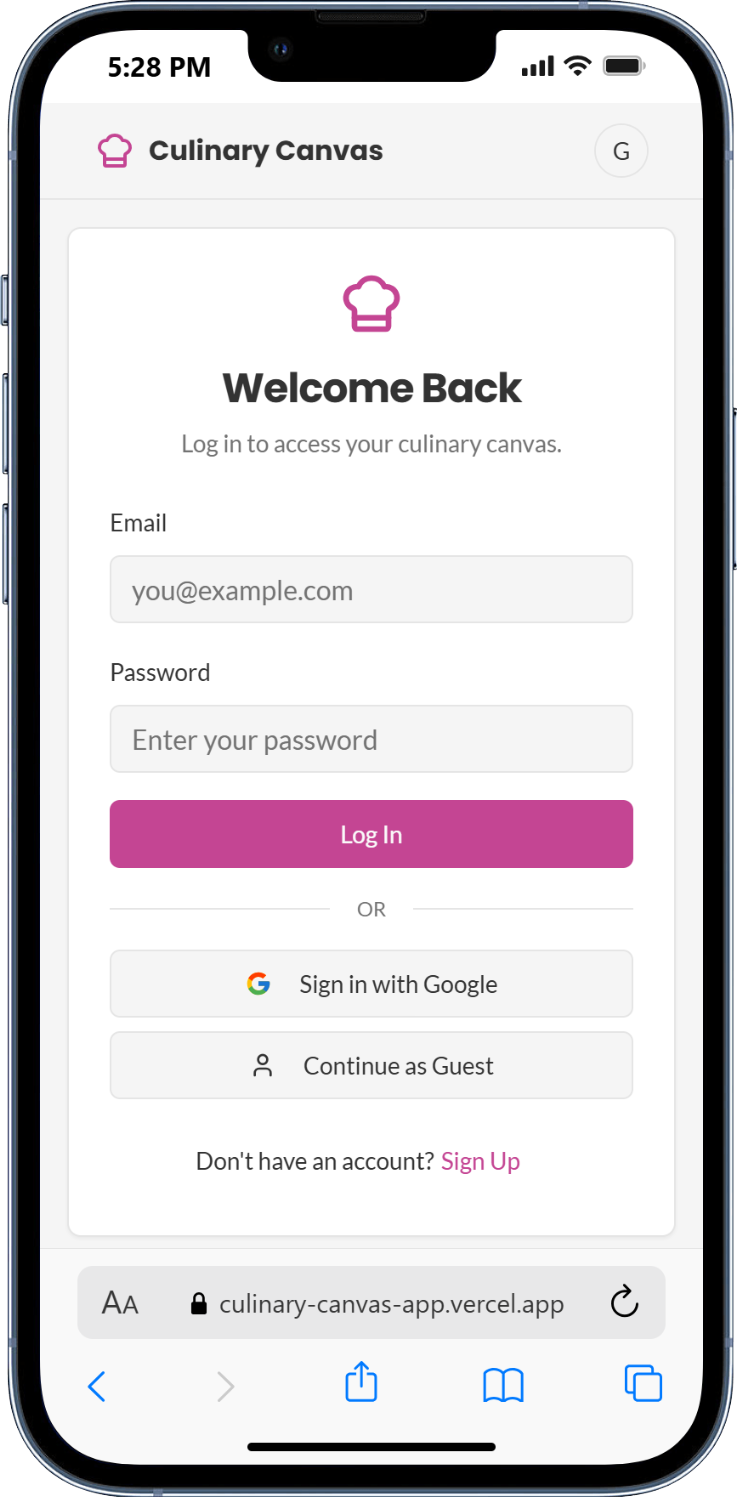 5:28 PM
Culinary Canvas
G
Welcome Back
Log in to access your culinary canvas.
Email
you@example.com
Password
Enter your password
Log In
OR
Sign in with Google
Continue as Guest
Don't have an account? Sign Up
AA culinary-canvas-app.vercel.app